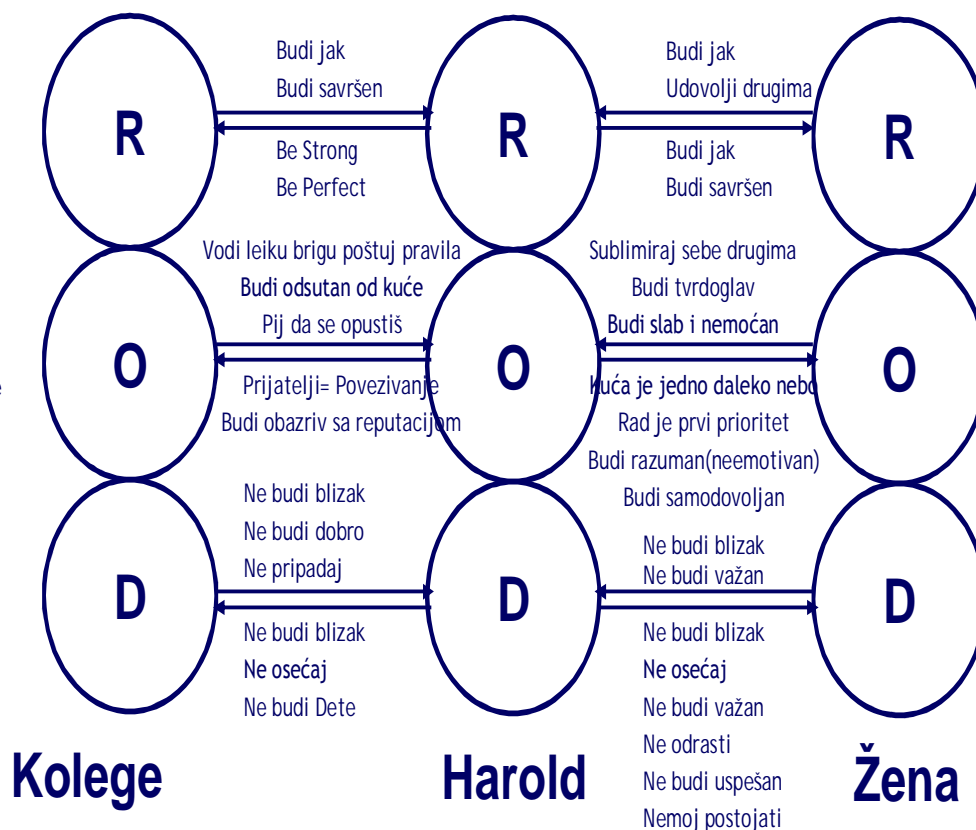 Budi jak
Budi savršen
R
Be Strong
Be Perfect
R
Budi jak
Udovolji drugima
Budi jak
Budi savršen
R
Vodi leiku brigu poštuj pravila
Budi odsutan od kuće
Pij da se opustiš
O
Prijatelji= Povezivanje
Budi obazriv sa reputacijom
O
Sublimiraj sebe drugima
Budi tvrdoglav
Budi slab i nemoćan
Kuća je jedno daleko nebo
Rad je prvi prioritet
Budi razuman(neemotivan)
Budi samodovoljan
O
Ne budi blizak
Ne budi dobro
Ne pripadaj
D
Ne budi blizak
Ne osećaj
Ne budi Dete
D
Ne budi blizak
Ne budi važan
Ne budi blizak
Ne osećaj
Ne budi važan
Ne odrasti
Ne budi uspešan
Nemoj postojati
D
Kolege
Harold
Žena